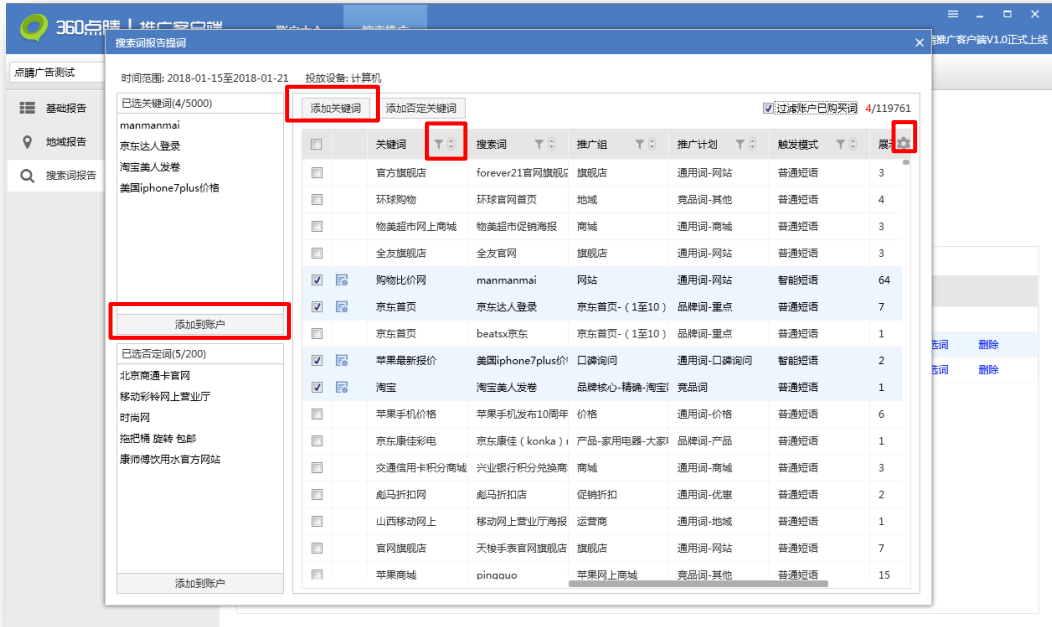 360点睛 | 推广客户端
账户中心
搜索推广
推广客户端V1.0正式上线
点睛广告测试
基础报告
地域报告
搜索词报告
搜索词报告提词
时间范围: 2018-01-15至2018-01-21 投放设备: 计算机
已选关键词(4/5000)
manmanmai
京东达人登录
淘宝美人发卷
美国iphone7plus价格
添加到账户
已选否定词(5/200)
北京商通卡官网
移动彩铃网上营业厅
时尚网
拖把桶 旋转 包邮
康师傅饮用水官方网站
添加到账户
添加关键词 添加否定关键词 过滤账户已购买词 4/119761
关键词 搜索词 推广组 推广计划 触发模式 展
官方旗舰店 forever21官网旗舰店 旗舰店 通用词-网站 普通短语 3
环球购物 环球官网首页 地域 竞品词-其他 普通短语 4
物美超市网上商城 物美超市促销海报 商城 通用词-商城 普通短语 3
全友旗舰店 全友官网 旗舰店 通用词-网站 普通短语 3
购物比价网 manmanmai 网站 通用词-网站 智能短语 64
京东首页 京东达人登录 京东首页-（1至10） 品牌词-重点 普通短语 7
京东首页 beatsx京东 京东首页-（1至10） 品牌词-重点 普通短语 1
苹果最新报价 美国iphone7plus价 口碑询问 通用词-口碑询问 智能短语 2
淘宝 淘宝美人发卷 品牌核心-精确-淘宝 竞品词 普通短语 1
苹果手机价格 苹果手机发布10周年 价格 通用词-价格 普通短语 6
京东康佳彩电 京东康佳（konka） 产品-家用电器-大家 品牌词-产品 普通短语 1
交通信用卡积分商城 兴业银行积分兑换商 商城 通用词-商城 普通短语 3
彪马折扣网 彪马折扣店 促销折扣 通用词-优惠 普通短语 2
山西移动网上 移动网上营业厅海报 运营商 通用词-地域 普通短语 1
官网旗舰店 天梭手表官网旗舰店 旗舰店 通用词-网站 普通短语 7
苹果商城 pingquo 苹果网上商城 竞品词-其他 普通短语 15
选词 删除
选词 删除